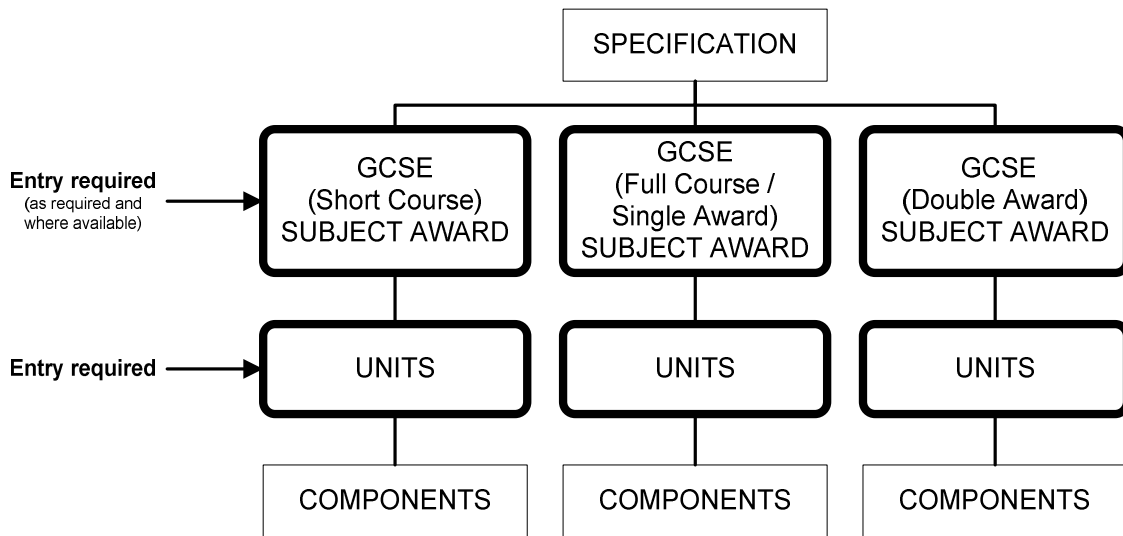 SPECIFICATION
Entry required
(as required and
where available)
GCSE
(Short Course)
SUBJECT AWARD
GCSE
(Full Course /
Single Award)
SUBJECT AWARD
GCSE
(Double Award)
SUBJECT AWARD
Entry required
UNITS
UNITS
UNITS
COMPONENTS
COMPONENTS
COMPONENTS